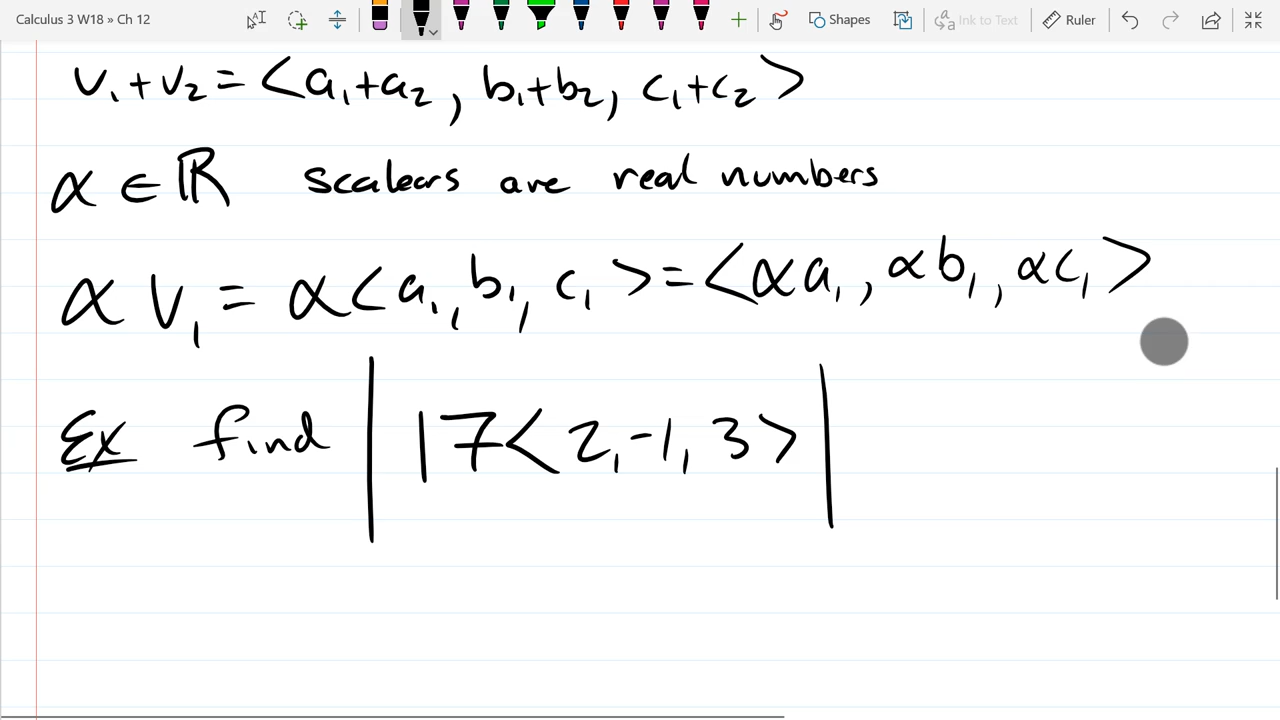 Calculus 3 W18 » Ch 12 Shapes Ink to Text Ruler
v₁+v₂=<a₁+a₂, b₁+b₂, c₁+c₂>
α ∈ ℝ scalears are real numbers
α v₁ = α<a₁, b₁, c₁>=<αa₁, αb₁, αc₁>
Ex find |17<2,-1,3>|